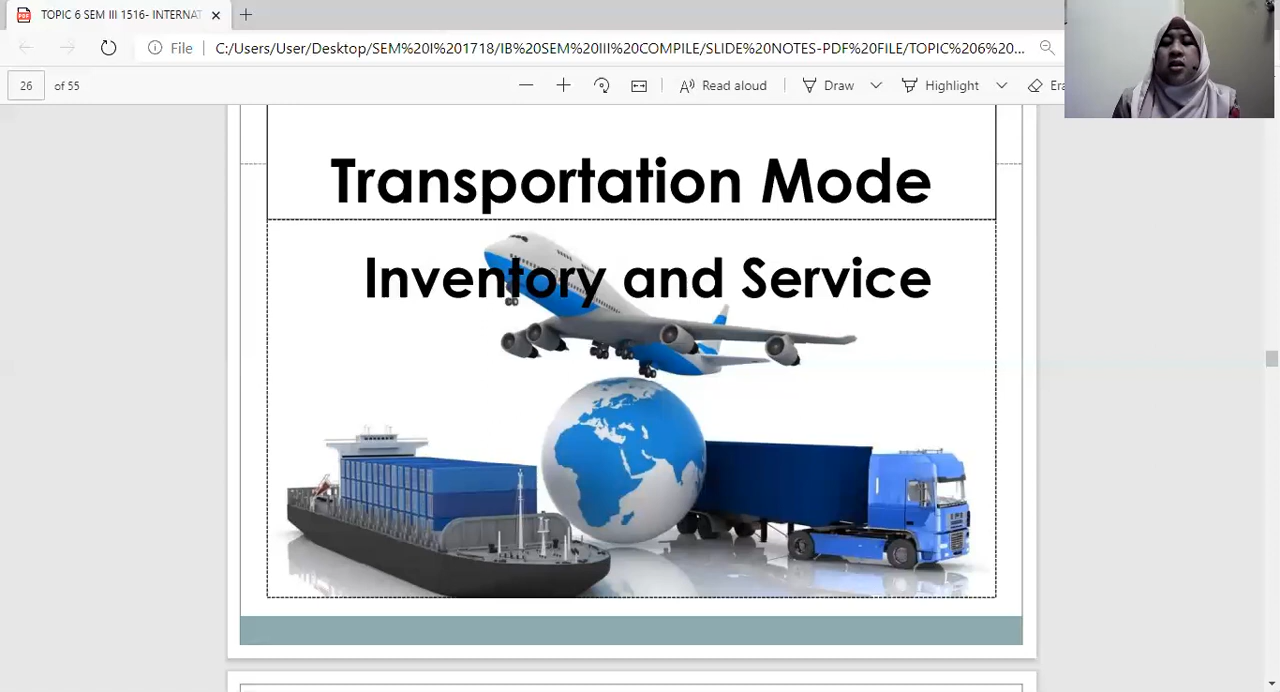 TOPIC 6 SEM III 1516- INTERNAT
File
C:/Users/User/Desktop/SEM%20I%201718/IB%20SEM%20III%20COMPILE/SLIDE%20NOTES-PDF%20FILE/TOPIC%206%20...
26 of 55
Read aloud
Draw
Highlight
Era
Transportation Mode
Inventory and Service